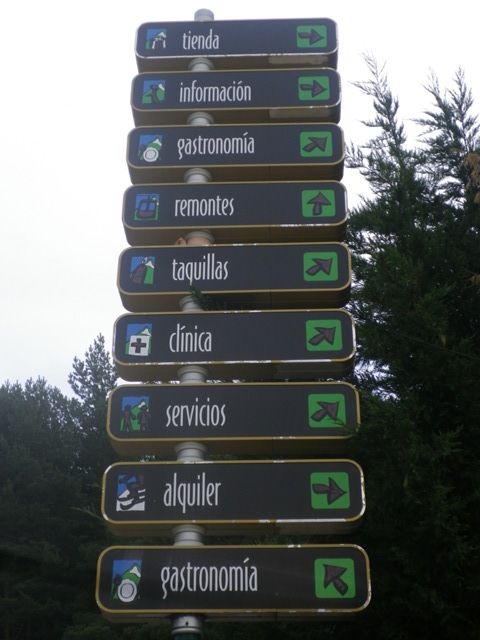 tienda
información
gastronomía
remontes
taquillas
clínica
servicios
alquiler
gastronomía